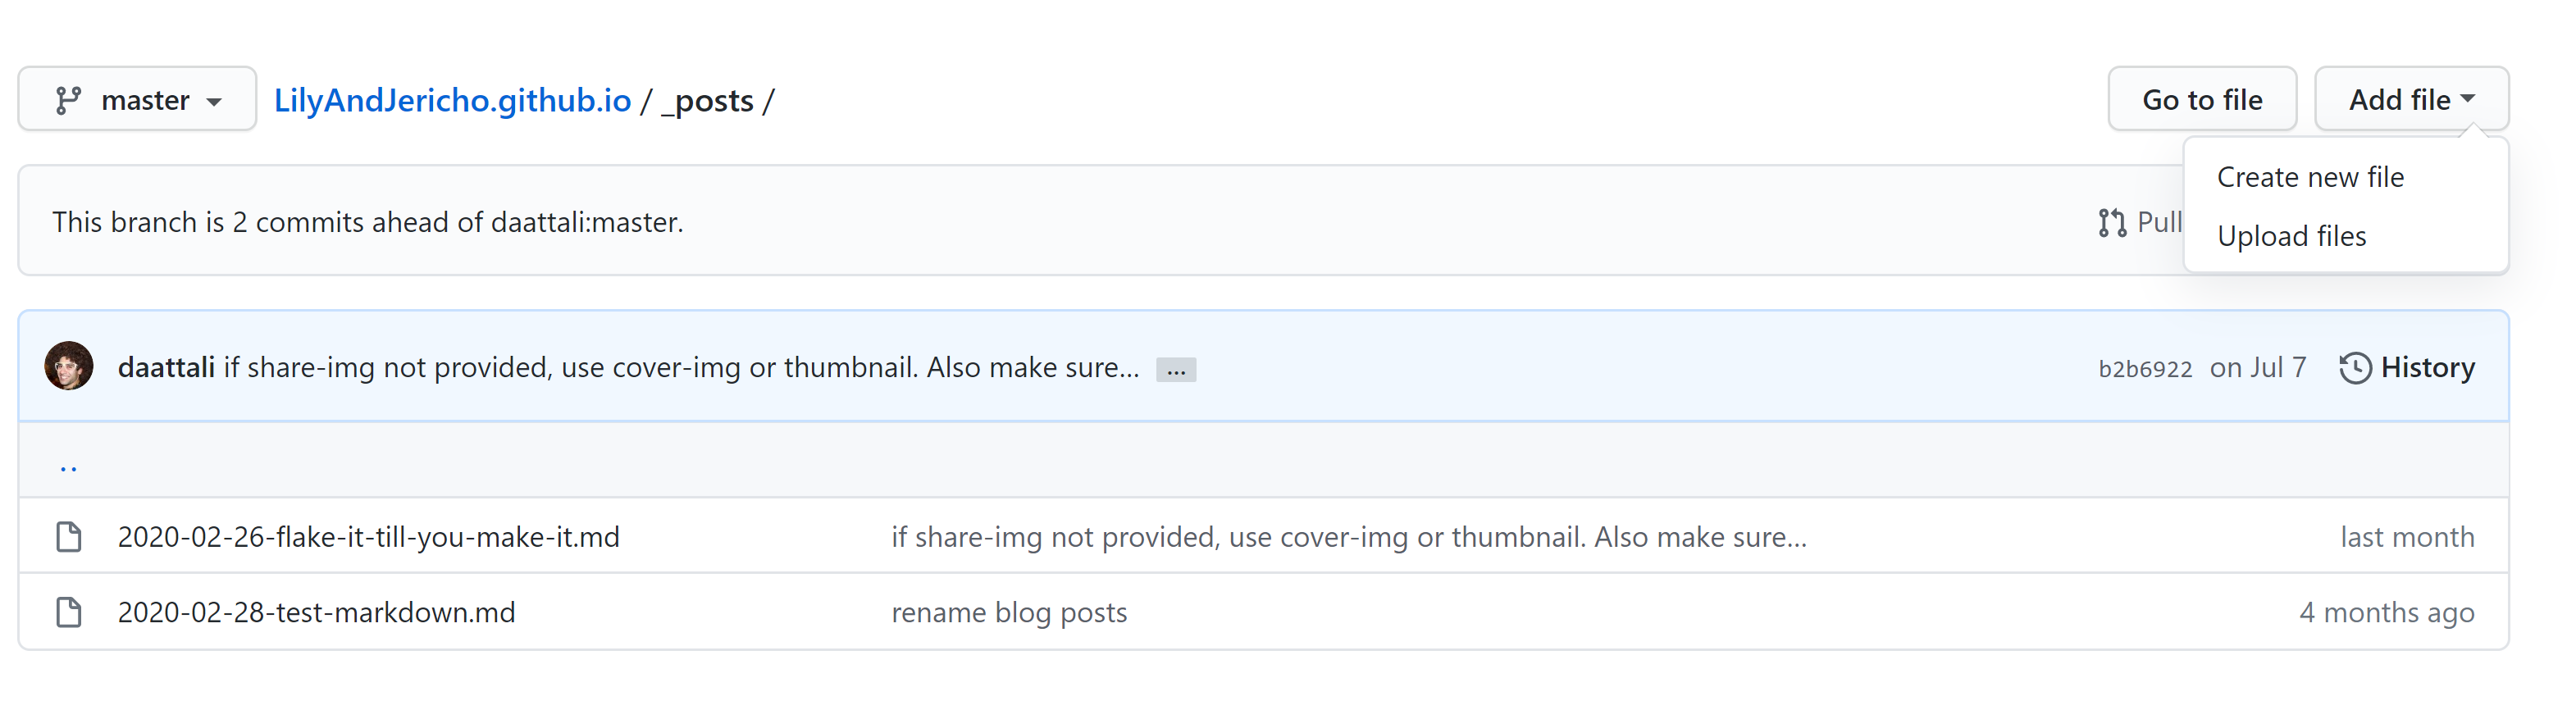 master LilyAndJericho.github.io / _posts / Go to file Add file
Create new file
This branch is 2 commits ahead of daattali:master. Pull
Upload files
daattali if share-img not provided, use cover-img or thumbnail. Also make sure... ... b2b6922 on Jul 7 History
..
2020-02-26-flake-it-till-you-make-it.md if share-img not provided, use cover-img or thumbnail. Also make sure... last month
2020-02-28-test-markdown.md rename blog posts 4 months ago